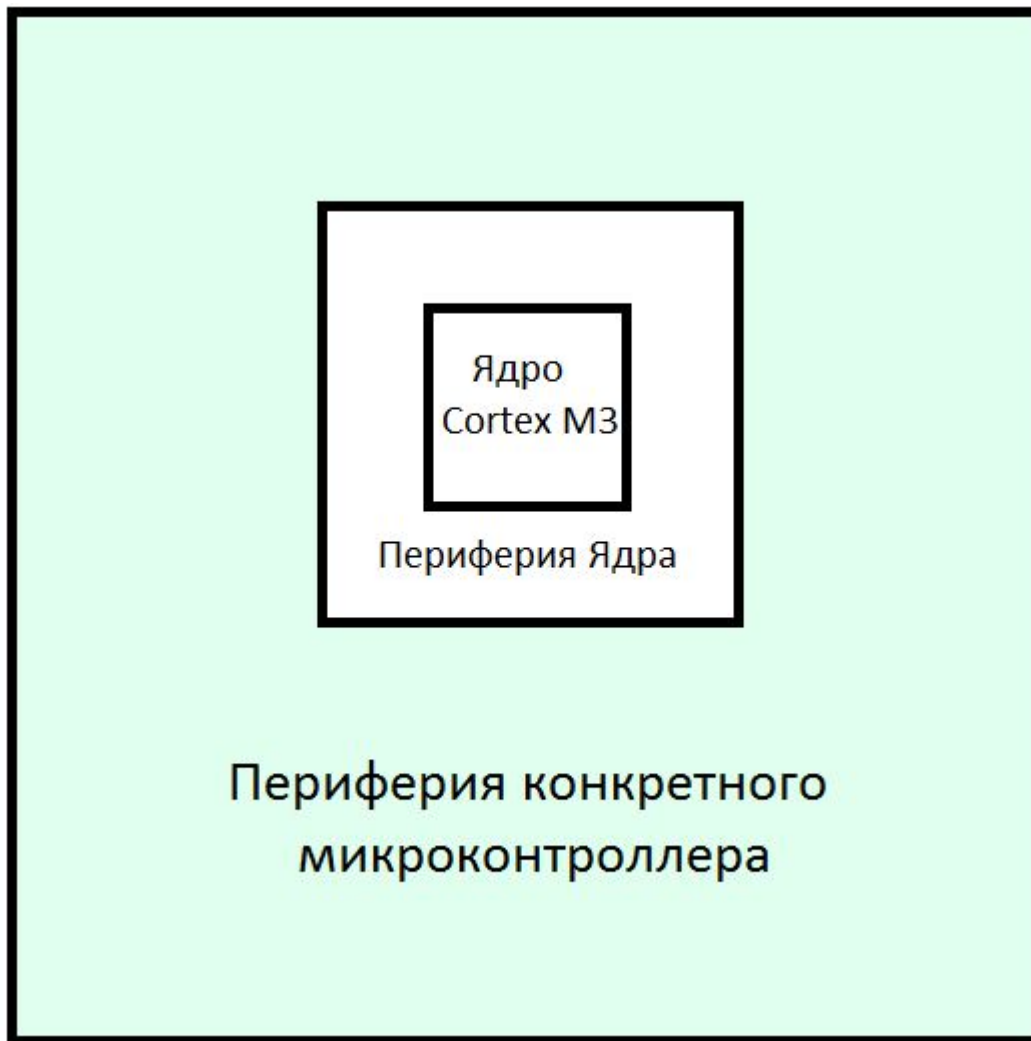 Ядро
Cortex M3
Периферия Ядра
Периферия конкретного
микроконтроллера